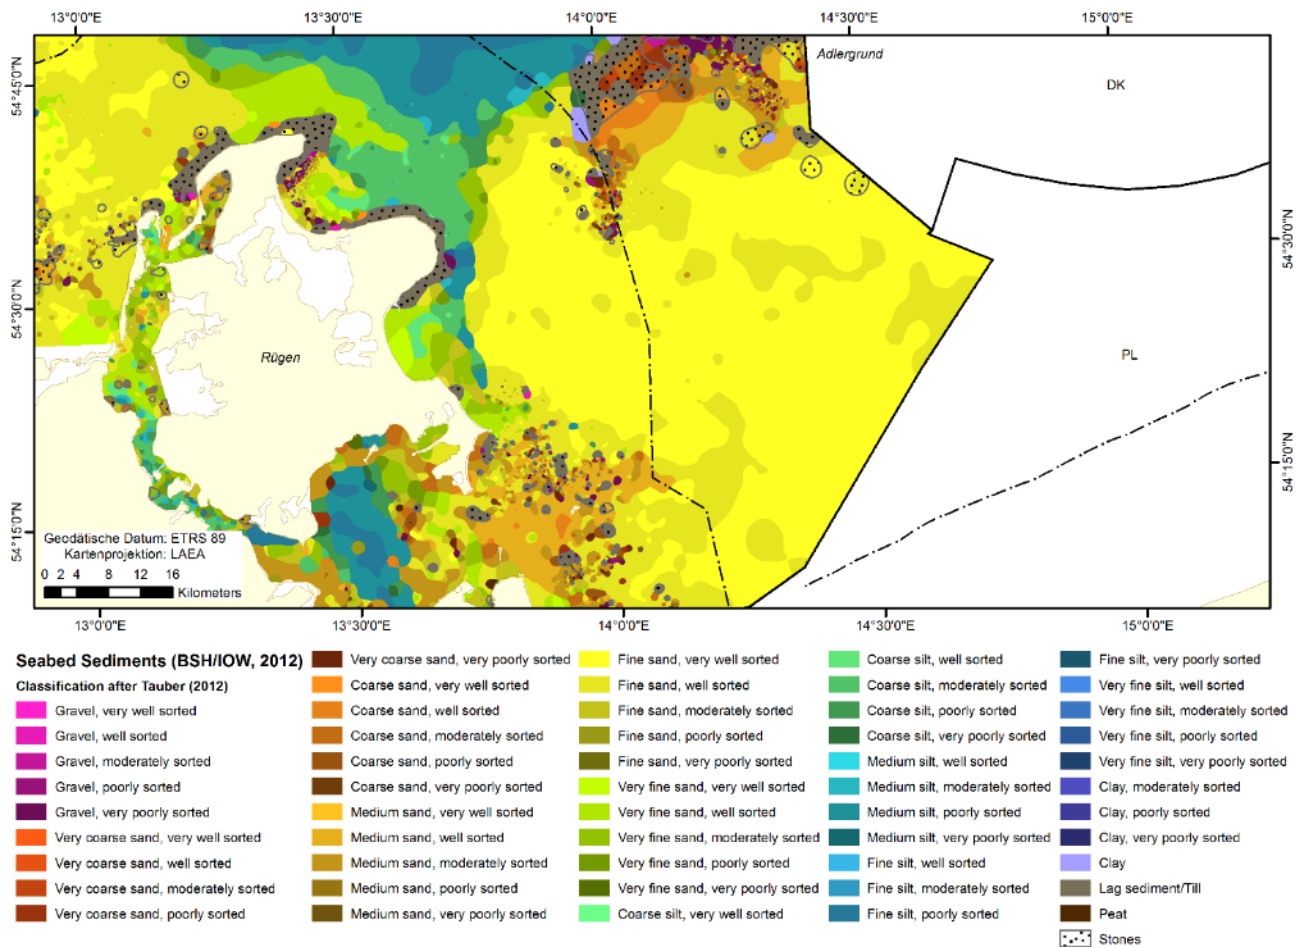 13°0'0"E 13°30'0"E 14°0'0"E 14°30'0"E 15°0'0"E
Adlergrund
DK
54°45'0"N
54°30'0"N
54°30'0"N
PL
Rügen
54°15'0"N
54°15'0"N
Geodätische Datum: ETRS 89
Kartenprojektion: LAEA
0 2 4 8 12 16
Kilometers
13°0'0"E 13°30'0"E 14°0'0"E 14°30'0"E 15°0'0"E
Seabed Sediments (BSH/IOW, 2012)
Classification after Tauber (2012)
Gravel, very well sorted
Gravel, well sorted
Gravel, moderately sorted
Gravel, poorly sorted
Gravel, very poorly sorted
Very coarse sand, very well sorted
Very coarse sand, well sorted
Very coarse sand, moderately sorted
Very coarse sand, poorly sorted
Very coarse sand, very poorly sorted
Coarse sand, very well sorted
Coarse sand, well sorted
Coarse sand, moderately sorted
Coarse sand, poorly sorted
Coarse sand, very poorly sorted
Medium sand, very well sorted
Medium sand, well sorted
Medium sand, moderately sorted
Medium sand, poorly sorted
Medium sand, very poorly sorted
Fine sand, very well sorted
Fine sand, well sorted
Fine sand, moderately sorted
Fine sand, poorly sorted
Fine sand, very poorly sorted
Very fine sand, very well sorted
Very fine sand, well sorted
Very fine sand, moderately sorted
Very fine sand, poorly sorted
Very fine sand, very poorly sorted
Coarse silt, very well sorted
Coarse silt, well sorted
Coarse silt, moderately sorted
Coarse silt, poorly sorted
Coarse silt, very poorly sorted
Medium silt, well sorted
Medium silt, moderately sorted
Medium silt, poorly sorted
Medium silt, very poorly sorted
Fine silt, well sorted
Fine silt, moderately sorted
Fine silt, poorly sorted
Fine silt, very poorly sorted
Very fine silt, well sorted
Very fine silt, moderately sorted
Very fine silt, poorly sorted
Very fine silt, very poorly sorted
Clay, moderately sorted
Clay, poorly sorted
Clay, very poorly sorted
Clay
Lag sediment/Till
Peat
Stones